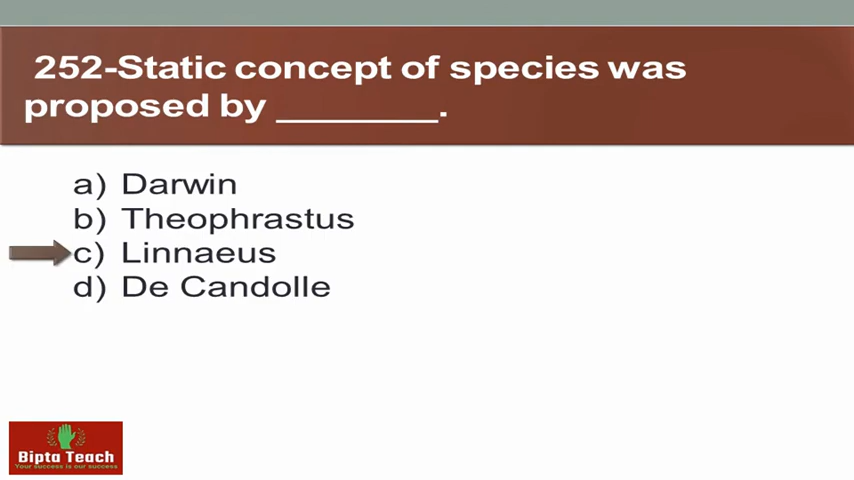 252-Static concept of species was
proposed by _________.
a) Darwin
b) Theophrastus
c) Linnaeus
d) De Candolle
Bipta Teach
Your success is our success